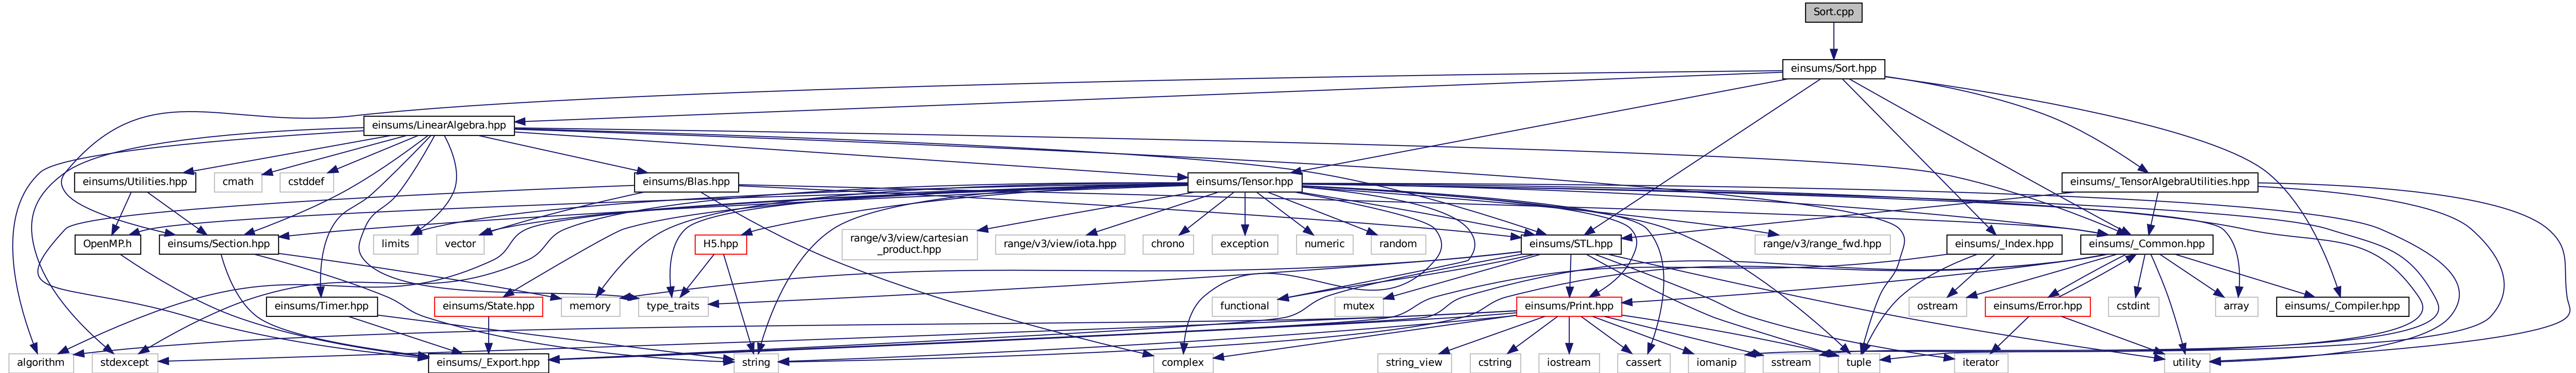 Sort.cpp
einsums/Sort.hpp
einsums/LinearAlgebra.hpp
einsums/Utilities.hpp
cmath
cstddef
einsums/Blas.hpp
einsums/Tensor.hpp
einsums/_TensorAlgebraUtilities.hpp
OpenMP.h
einsums/Section.hpp
limits
vector
H5.hpp
range/v3/view/cartesian
_product.hpp
range/v3/view/iota.hpp
chrono
exception
numeric
random
einsums/STL.hpp
range/v3/range_fwd.hpp
einsums/_Index.hpp
einsums/_Common.hpp
einsums/Timer.hpp
einsums/State.hpp
memory
type_traits
functional
mutex
einsums/Print.hpp
ostream
einsums/Error.hpp
cstdint
array
einsums/_Compiler.hpp
algorithm
stdexcept
einsums/_Export.hpp
string
complex
string_view
cstring
iostream
cassert
iomanip
sstream
tuple
iterator
utility